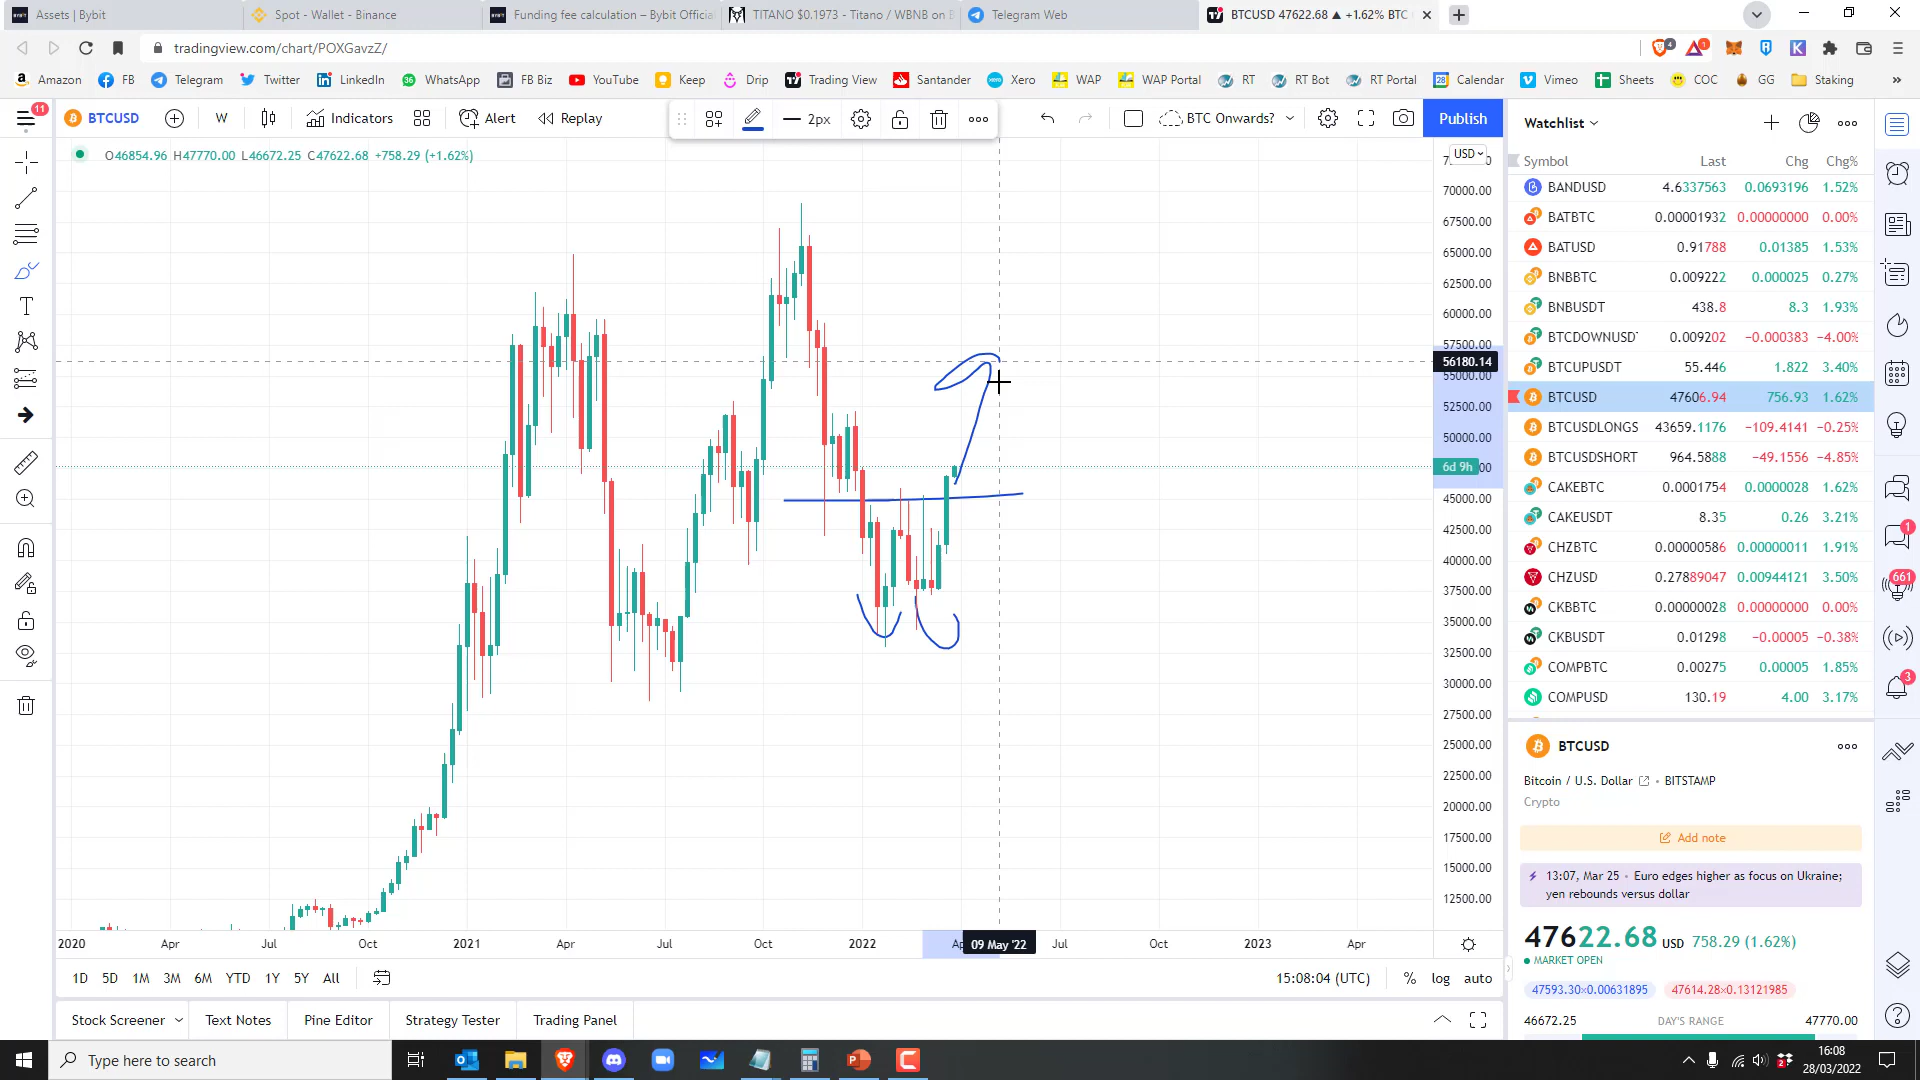 Assets | Bybit
Spot - Wallet - Binance
Funding fee calculation – Bybit Official
TITANO $0.1973 - Titano / WBNB on
Telegram Web
BTCUSD 47622.68 ▲ +1.62% BTC
tradingview.com/chart/POXGavzZ/
4
1
Amazon
FB
Telegram
Twitter
LinkedIn
36
WhatsApp
FB Biz
YouTube
Keep
Drip
Trading View
Santander
Xero
WAP
WAP Portal
RT
RT Bot
RT Portal
28
Calendar
Vimeo
Sheets
COC
GG
Staking
»
11
BTCUSD
W
Indicators
Alert
Replay
2px
BTC Onwards?
Publish
O46854.96 H47770.00 L46672.25 C47622.68 +758.29 (+1.62%)
USD
70000.00
67500.00
65000.00
62500.00
60000.00
57500.00
56180.14
55000.00
52500.00
50000.00
6d 9h
45000.00
42500.00
40000.00
37500.00
35000.00
32500.00
30000.00
27500.00
25000.00
22500.00
20000.00
17500.00
15000.00
12500.00
2020 Apr Jul Oct 2021 Apr Jul Oct 2022 09 May '22 Jul Oct 2023 Apr
1D 5D 1M 3M 6M YTD 1Y 5Y All
15:08:04 (UTC) % log auto
Stock Screener Text Notes Pine Editor Strategy Tester Trading Panel
Watchlist
Symbol Last Chg Chg%
BANDUSD 4.6337563 0.0693196 1.52%
BATBTC 0.00001932 0.00000000 0.00%
BATUSD 0.91788 0.01385 1.53%
BNBBTC 0.009222 0.000025 0.27%
BNBUSDT 438.8 8.3 1.93%
BTCDOWNUSD 0.009202 −0.000383 −4.00%
BTCUPUSDT 55.446 1.822 3.40%
BTCUSD 47606.94 756.93 1.62%
BTCUSDLONGS 43659.1176 −109.4141 −0.25%
BTCUSDSHORT 964.5888 −49.1556 −4.85%
CAKEBTC 0.0001754 0.0000028 1.62%
CAKEUSDT 8.35 0.26 3.21%
CHZBTC 0.00000586 0.00000011 1.91%
CHZUSD 0.27889047 0.00944121 3.50%
CKBBTC 0.00000028 0.00000000 0.00%
CKBUSDT 0.01298 −0.00005 −0.38%
COMPBTC 0.00275 0.00005 1.85%
COMPUSD 130.19 4.00 3.17%
BTCUSD
Bitcoin / U.S. Dollar • BITSTAMP
Crypto
Add note
13:07, Mar 25 • Euro edges higher as focus on Ukraine;
yen rebounds versus dollar
47622.68 USD 758.29 (1.62%)
MARKET OPEN
47593.30×0.00631895 47614.28×0.13121985
46672.25 DAY'S RANGE 47770.00
1
661
3
Type here to search
16:08
28/03/2022